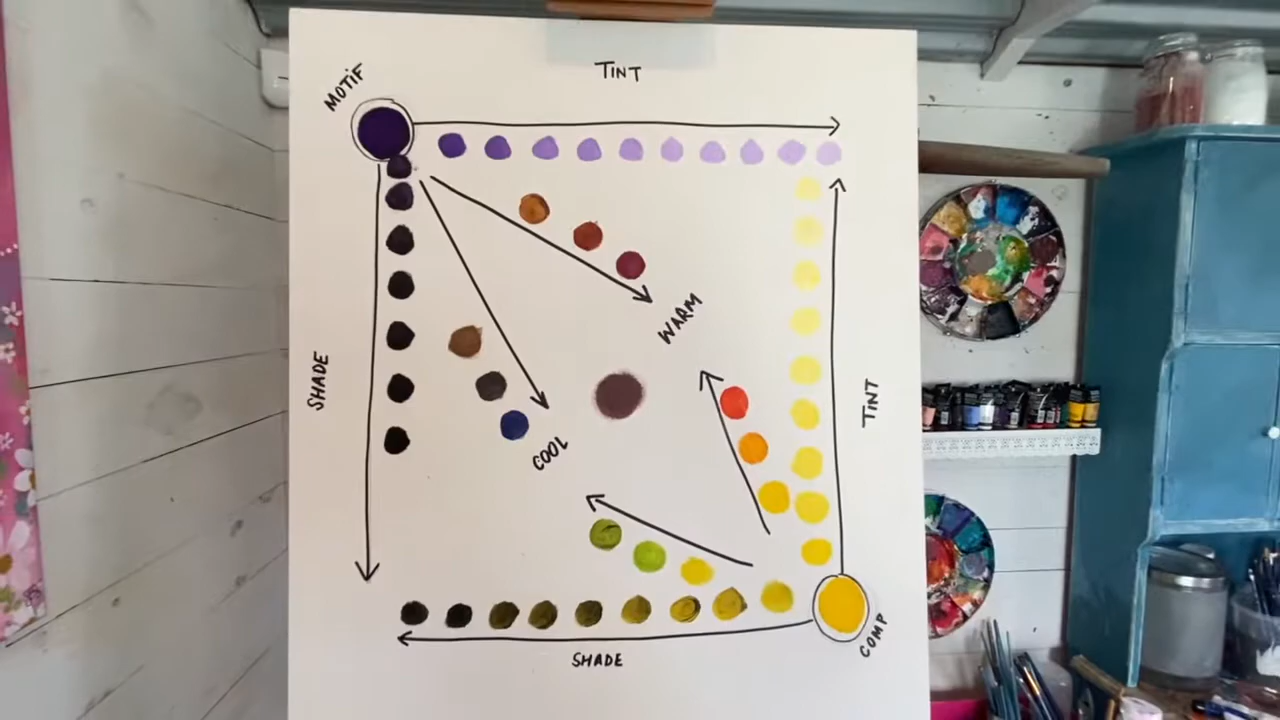 TINT
MOTIF
WARM
SHADE
TINT
COOL
COMP
SHADE